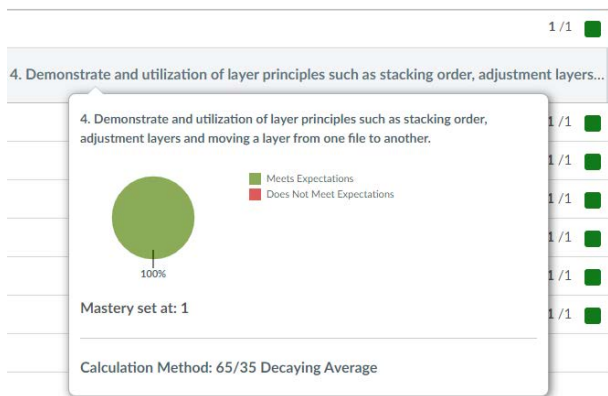 1 /1
4. Demonstrate and utilization of layer principles such as stacking order, adjustment layers...
4. Demonstrate and utilization of layer principles such as stacking order,
adjustment layers and moving a layer from one file to another.
1 /1
1 /1
Meets Expectations
Does Not Meet Expectations
1 /1
1 /1
100%
1 /1
Mastery set at: 1
1 /1
Calculation Method: 65/35 Decaying Average